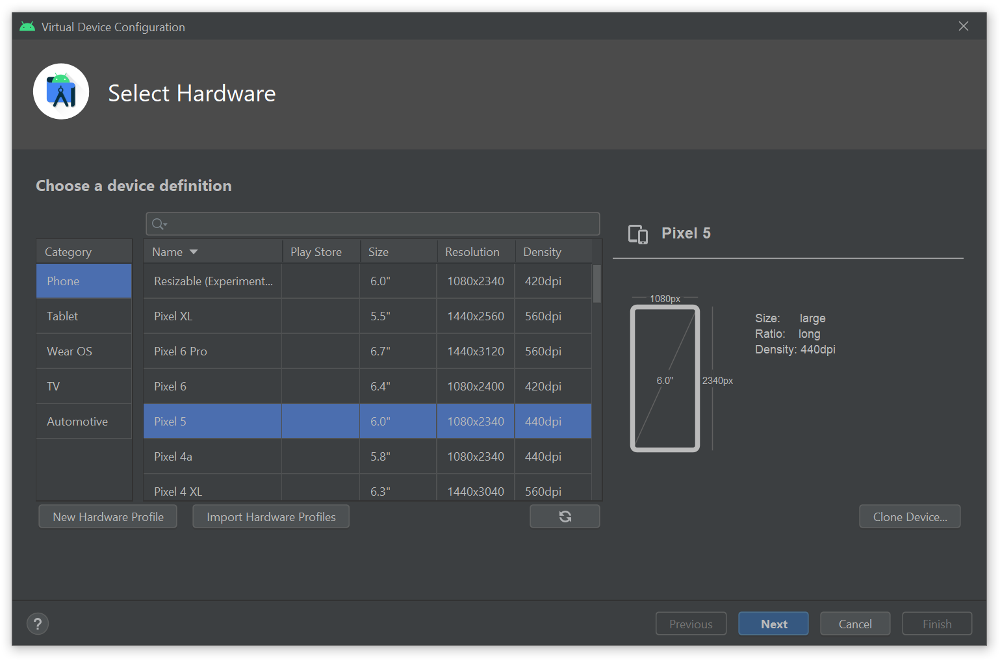 Virtual Device Configuration
Select Hardware
Choose a device definition
Category
Phone
Tablet
Wear OS
TV
Automotive
Name Play Store Size Resolution Density
Resizable (Experiment... 6.0" 1080x2340 420dpi
Pixel XL 5.5" 1440x2560 560dpi
Pixel 6 Pro 6.7" 1440x3120 560dpi
Pixel 6 6.4" 1080x2400 420dpi
Pixel 5 6.0" 1080x2340 440dpi
Pixel 4a 5.8" 1080x2340 440dpi
Pixel 4 XL 6.3" 1440x3040 560dpi
New Hardware Profile Import Hardware Profiles
Pixel 5
1080px
6.0"
2340px
Size: large
Ratio: long
Density: 440dpi
Clone Device...
? Previous Next Cancel Finish